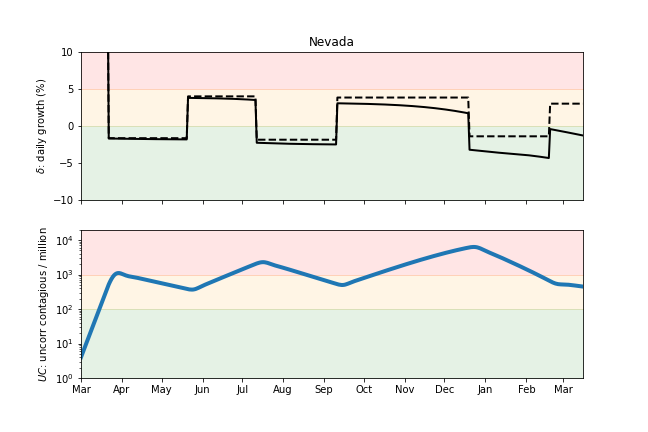 Nevada
10
5
0
−5
−10
δ: daily growth (%)
10⁴
10³
10²
10¹
10⁰
UC: uncorr contagious / million
Mar Apr May Jun Jul Aug Sep Oct Nov Dec Jan Feb Mar